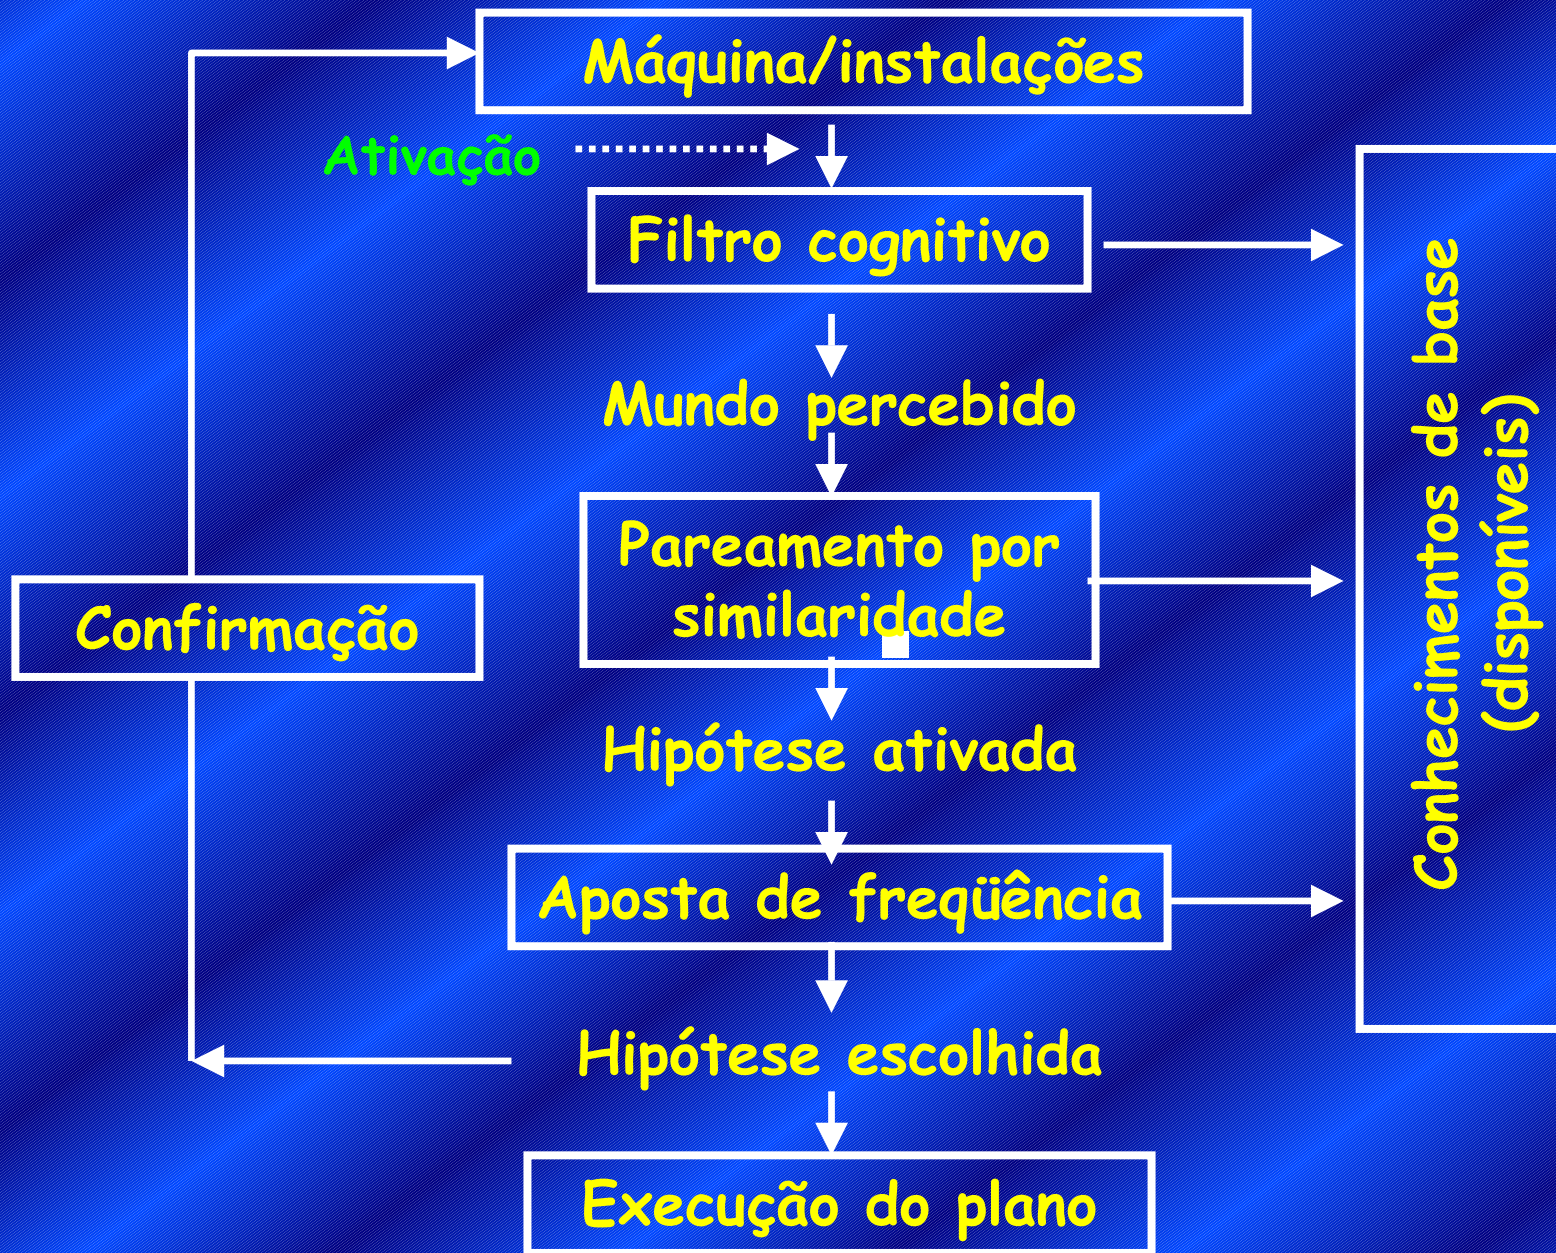 Máquina/instalações
Ativação
Filtro cognitivo
Mundo percebido
Pareamento por
similaridade
Confirmação
Hipótese ativada
Aposta de freqüência
Hipótese escolhida
Execução do plano
Conhecimentos de base
(disponíveis)